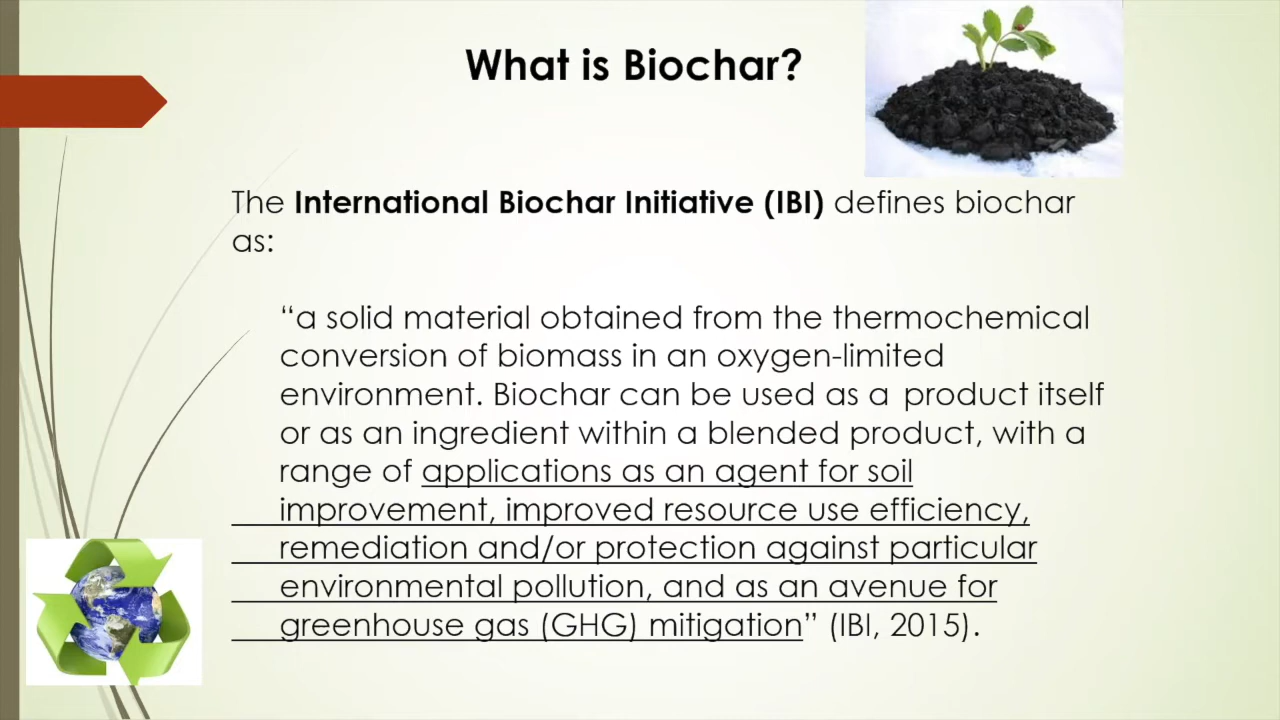 What is Biochar?
The International Biochar Initiative (IBI) defines biochar
as:
“a solid material obtained from the thermochemical
conversion of biomass in an oxygen-limited
environment. Biochar can be used as a product itself
or as an ingredient within a blended product, with a
range of applications as an agent for soil
improvement, improved resource use efficiency,
remediation and/or protection against particular
environmental pollution, and as an avenue for
greenhouse gas (GHG) mitigation” (IBI, 2015).